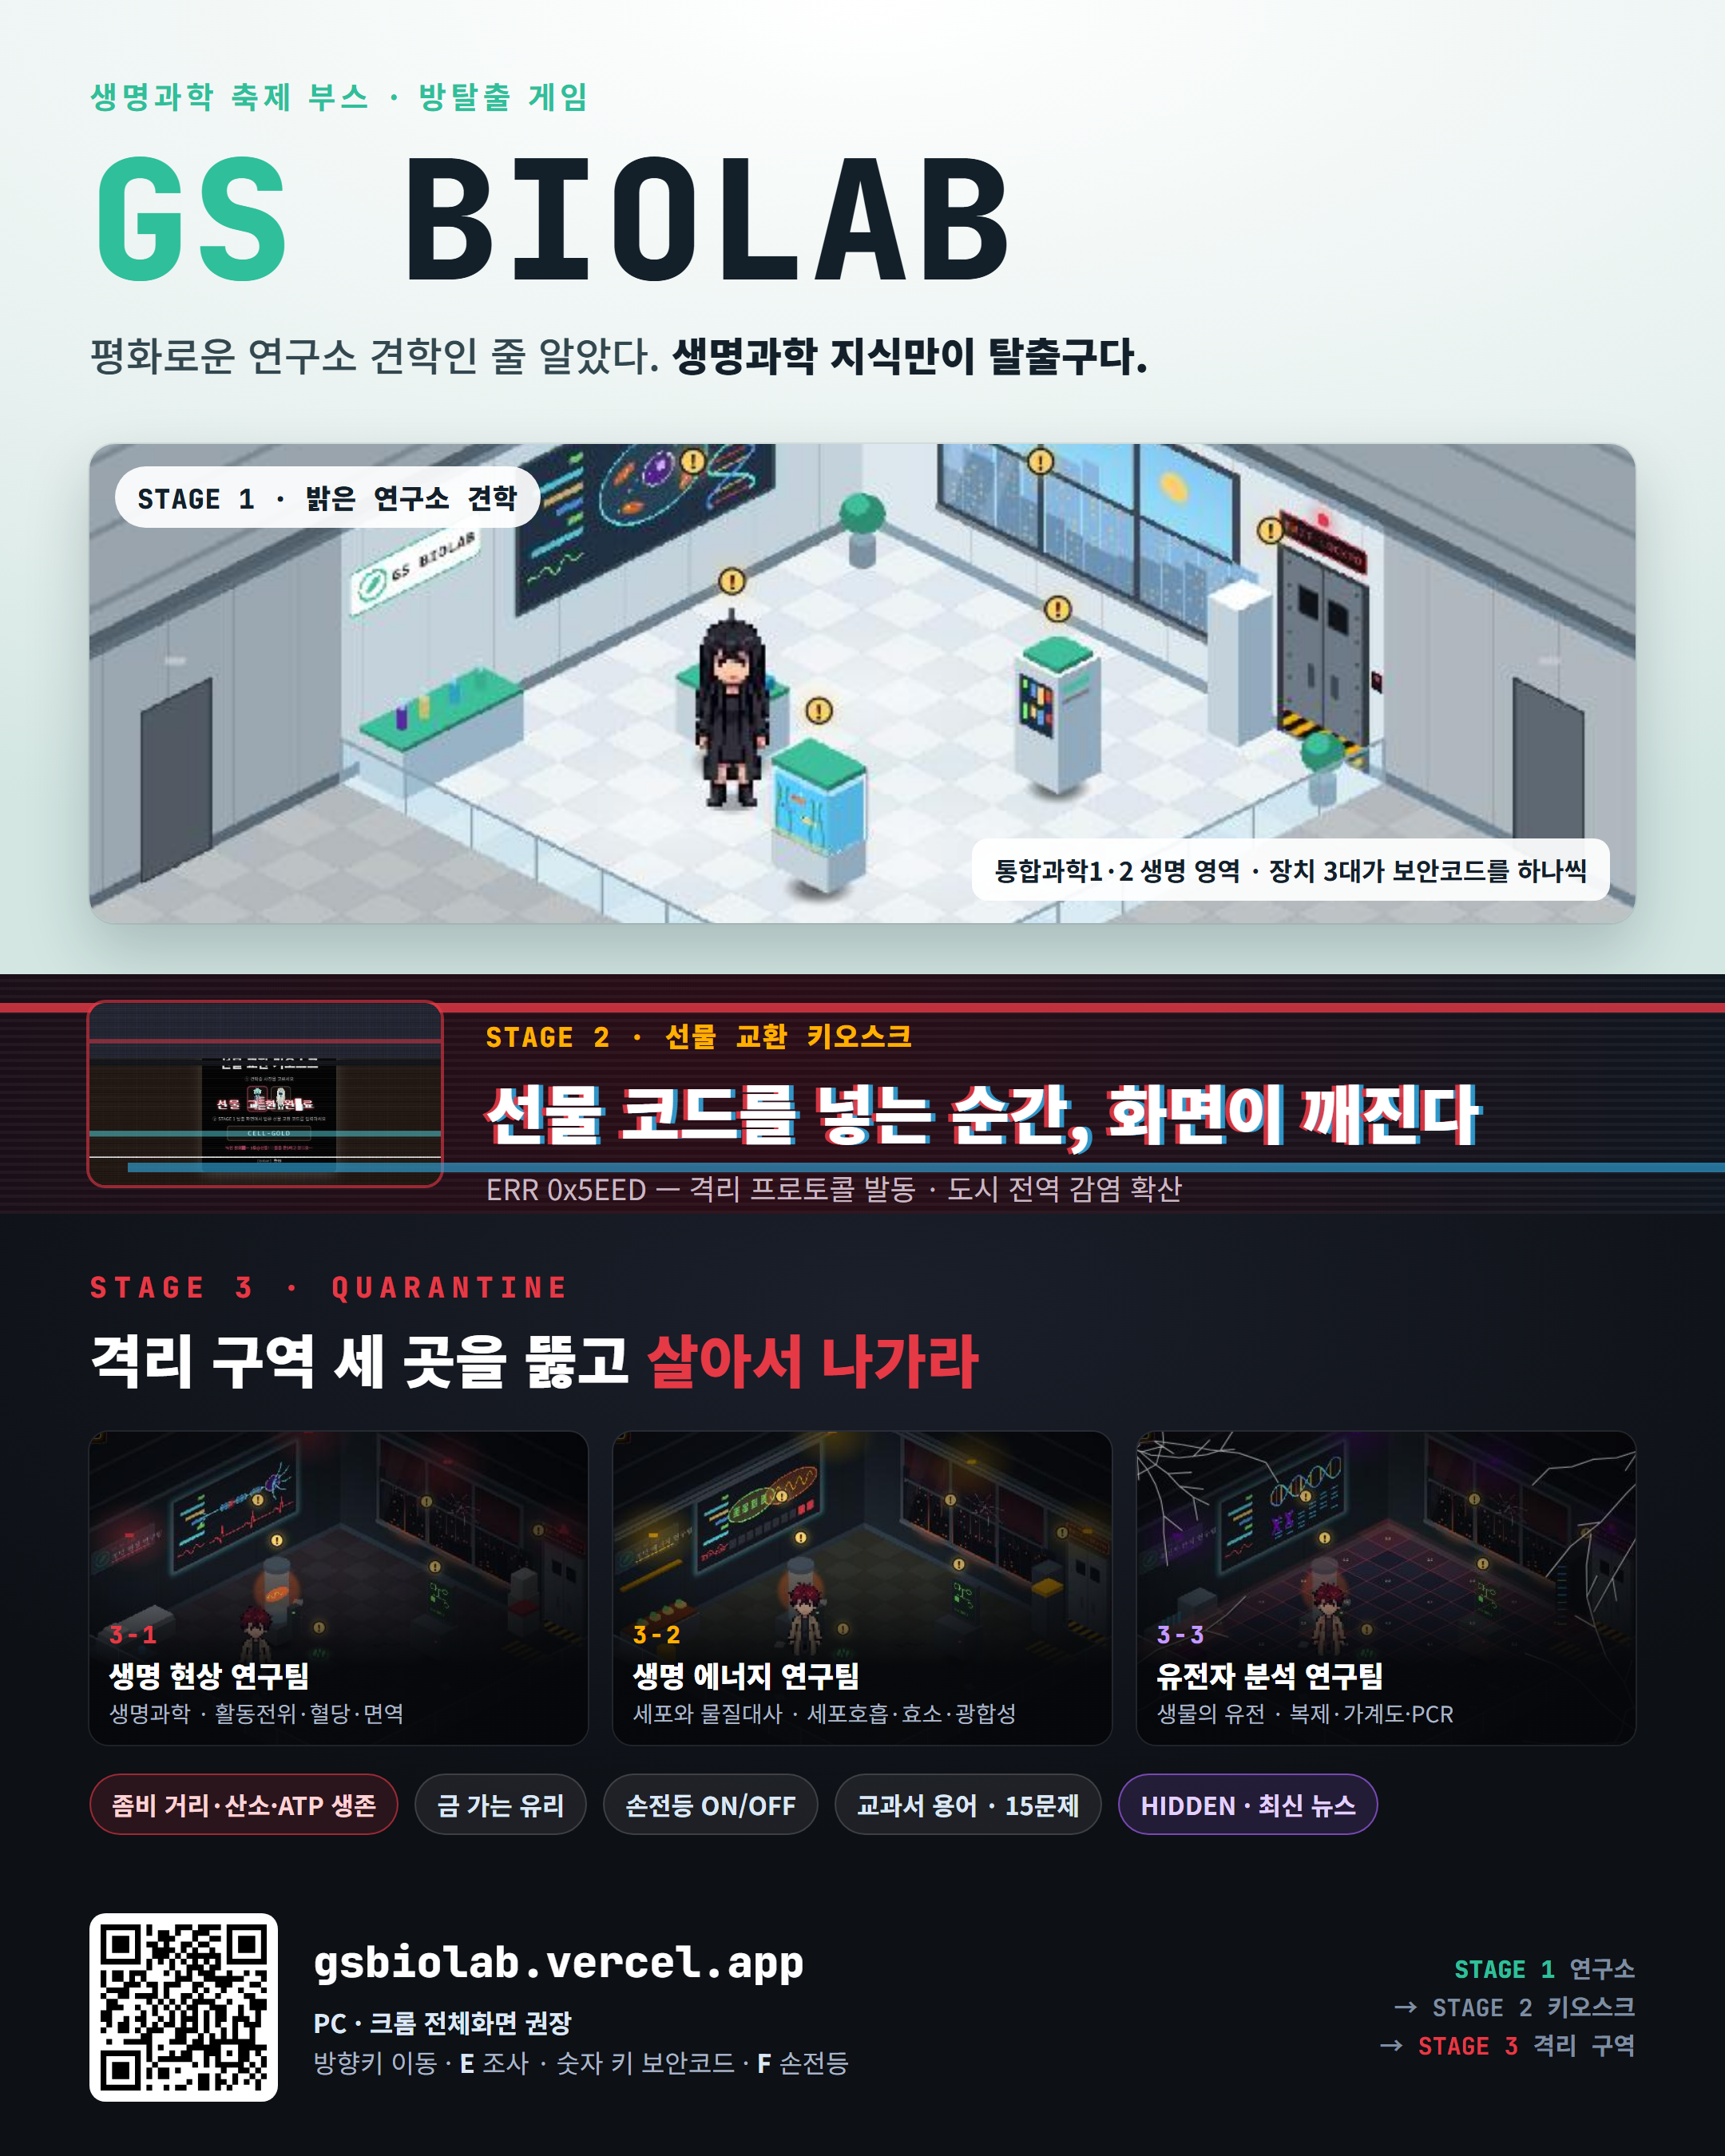 생명과학 축제 부스 · 방탈출 게임
GS BIOLAB
평화로운 연구소 견학인 줄 알았다. 생명과학 지식만이 탈출구다.
STAGE 1 · 밝은 연구소 견학
GS BIOLAB
통합과학1·2 생명 영역 · 장치 3대가 보안코드를 하나씩
STAGE 2 · 선물 교환 키오스크
선물 코드를 넣는 순간, 화면이 깨진다
CELL-GOLD
ERR 0x5EED — 격리 프로토콜 발동 · 도시 전역 감염 확산
STAGE 3 · QUARANTINE
격리 구역 세 곳을 뚫고 살아서 나가라
3-1
생명 현상 연구팀
생명과학 · 활동전위·혈당·면역
3-2
생명 에너지 연구팀
세포와 물질대사 · 세포호흡·효소·광합성
3-3
유전자 분석 연구팀
생물의 유전 · 복제·가계도·PCR
좀비 거리·산소·ATP 생존
금 가는 유리
손전등 ON/OFF
교과서 용어 · 15문제
HIDDEN · 최신 뉴스
gsbiolab.vercel.app
PC · 크롬 전체화면 권장
방향키 이동 · E 조사 · 숫자 키 보안코드 · F 손전등
STAGE 1 연구소
→ STAGE 2 키오스크
→ STAGE 3 격리 구역